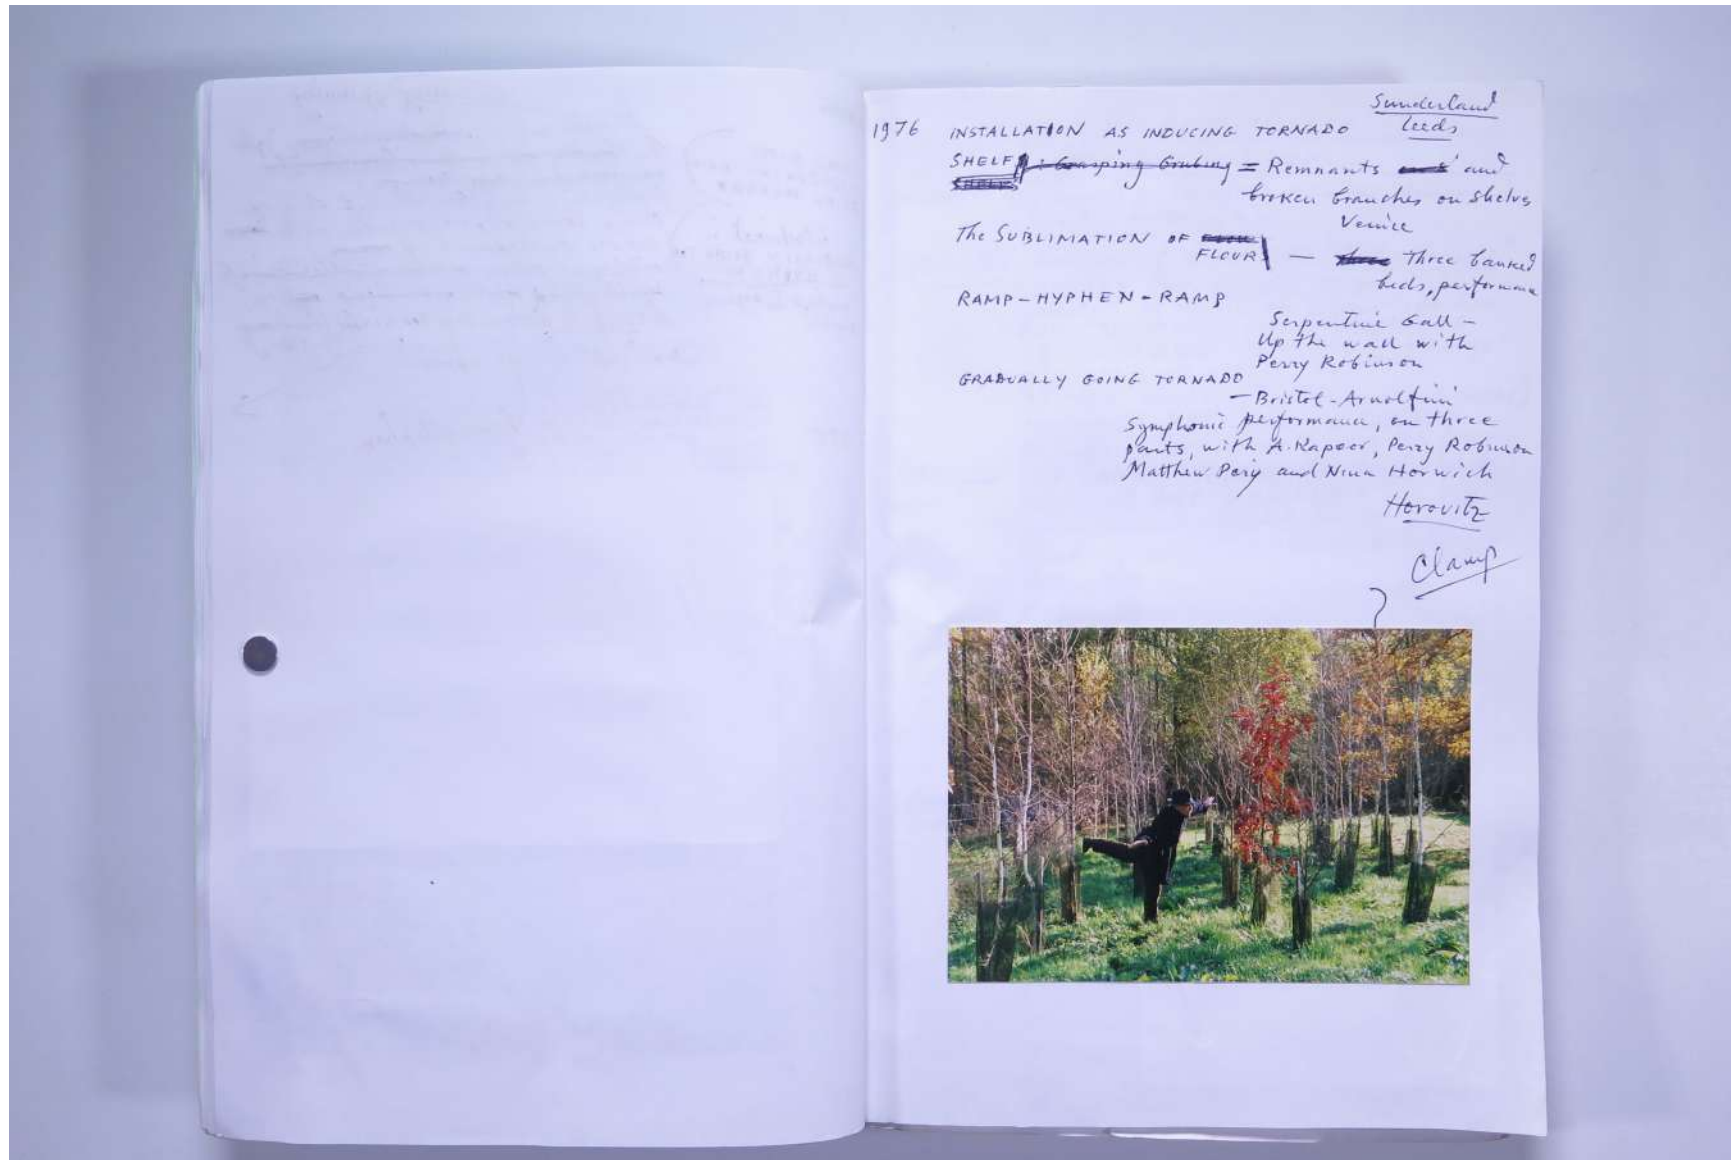 Sunderland
Leeds
1976 INSTALLATION AS INDUCING TORNADO
SHELF : Grasping = Remnants and
broken branches on shelves
Venice
The SUBLIMATION OF
FLOUR — Three banked
beds, performance
RAMP-HYPHEN-RAMP
Serpentine Gall -
Up the wall with
Perry Robinson
GRADUALLY GOING TORNADO
- Bristol-Arnolfini
Symphonic performance, on three
parts, with A. Kapoor, Perry Robinson
Matthew and Nina Horwich
Horovitz
Clamp
?